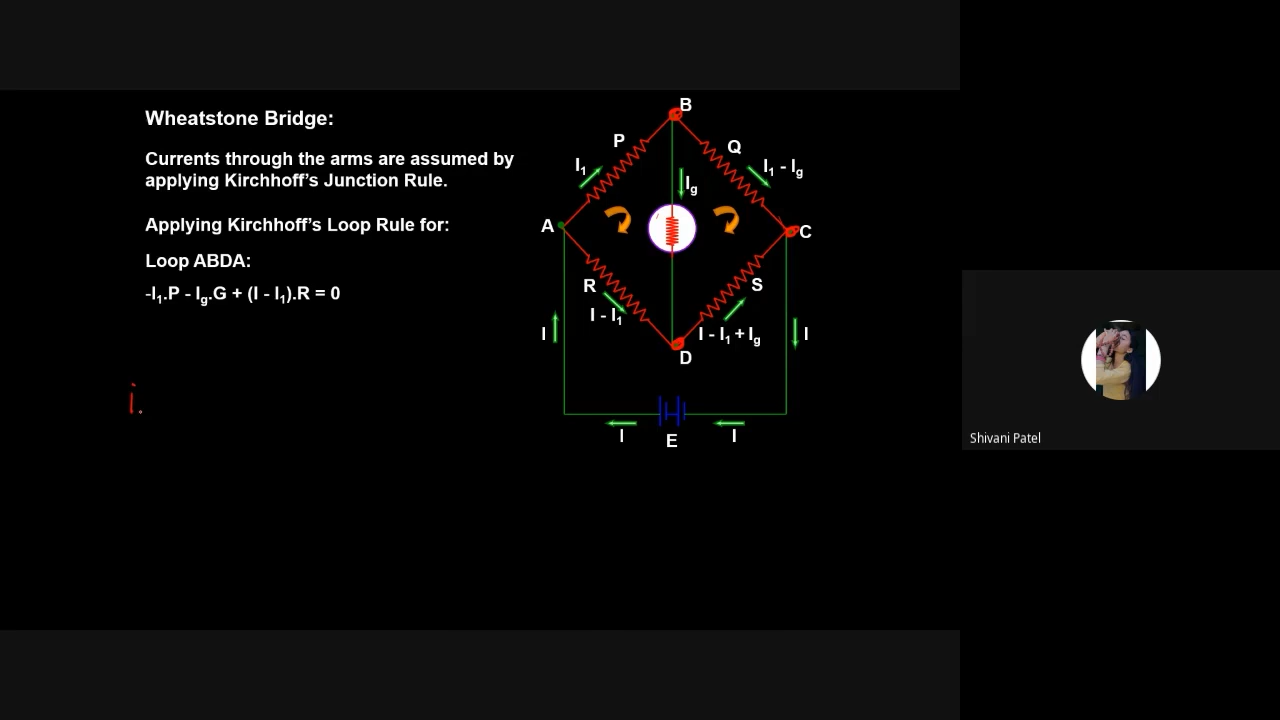 Wheatstone Bridge:
Currents through the arms are assumed by
applying Kirchhoff’s Junction Rule.
Applying Kirchhoff’s Loop Rule for:
Loop ABDA:
-I₁.P - Ig.G + (I - I₁).R = 0
i.
B
P
Q
I₁
I₁ - Ig
Ig
A
C
R
S
I - I₁
I - I₁ + Ig
D
I
I
I
E
I
Shivani Patel